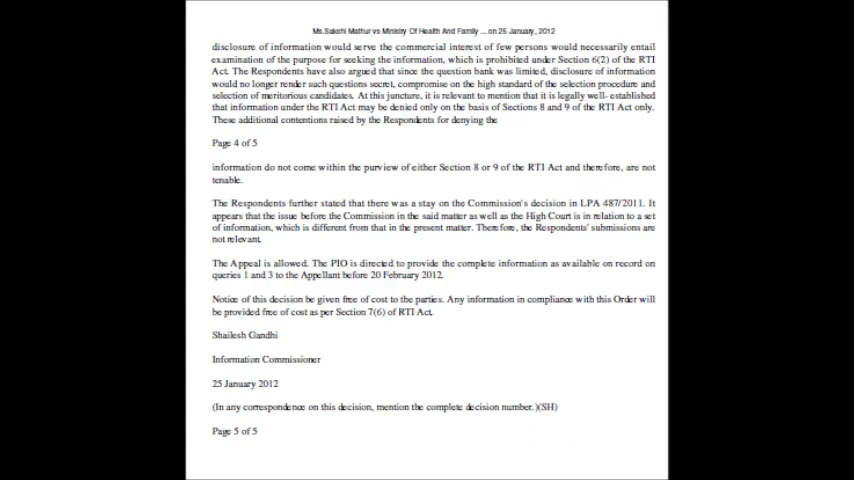 Ms.Sakshi Mathur vs Ministry Of Health And Family ... on 25 January, 2012
disclosure of information would serve the commercial interest of few persons would necessarily entail
examination of the purpose for seeking the information, which is prohibited under Section 6(2) of the RTI
Act. The Respondents have also argued that since the question bank was limited, disclosure of information
would no longer render such questions secret, compromise on the high standard of the selection procedure and
selection of meritorious candidates. At this juncture, it is relevant to mention that it is legally well- established
that information under the RTI Act may be denied only on the basis of Sections 8 and 9 of the RTI Act only.
These additional contentions raised by the Respondents for denying the
Page 4 of 5
information do not come within the purview of either Section 8 or 9 of the RTI Act and therefore, are not
tenable.
The Respondents further stated that there was a stay on the Commission's decision in LPA 487/2011. It
appears that the issue before the Commission in the said matter as well as the High Court is in relation to a set
of information, which is different from that in the present matter. Therefore, the Respondents' submissions are
not relevant.
The Appeal is allowed. The PIO is directed to provide the complete information as available on record on
queries 1 and 3 to the Appellant before 20 February 2012.
Notice of this decision be given free of cost to the parties. Any information in compliance with this Order will
be provided free of cost as per Section 7(6) of RTI Act.
Shailesh Gandhi
Information Commissioner
25 January 2012
(In any correspondence on this decision, mention the complete decision number.)(SH)
Page 5 of 5